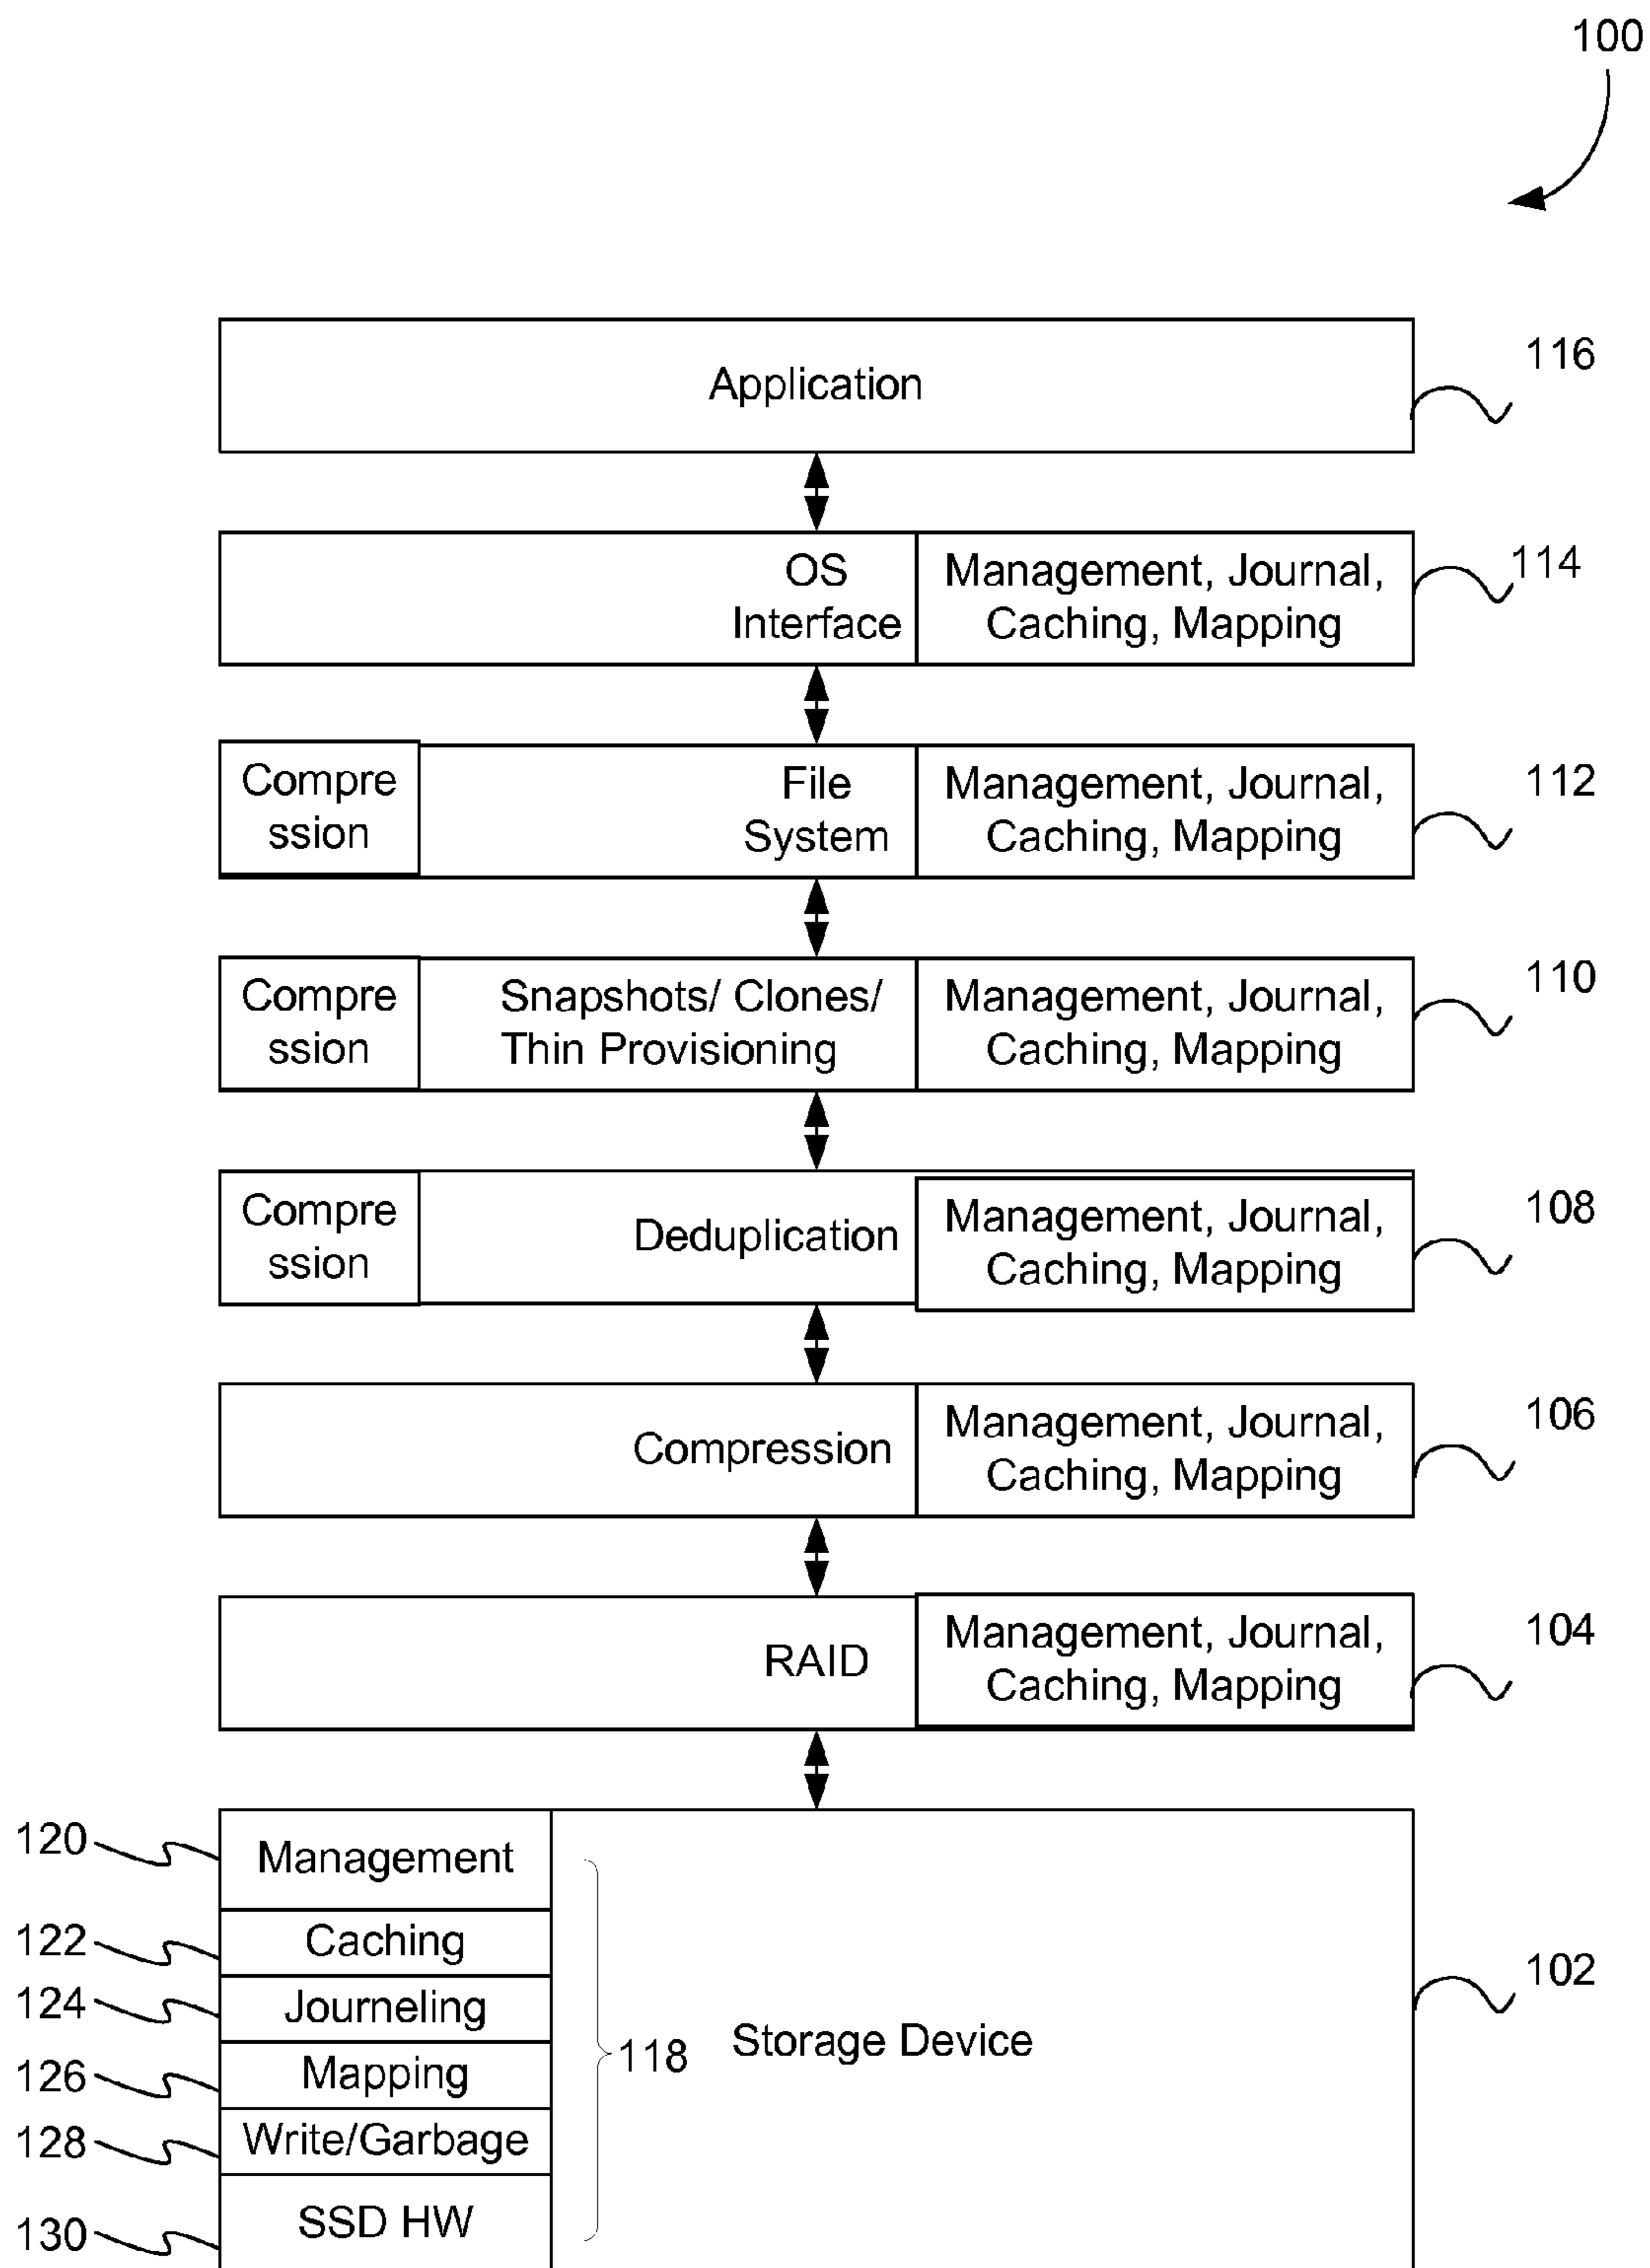 100
Application
116
OS
Interface
Management, Journal,
Caching, Mapping
114
Compre
ssion
File
System
Management, Journal,
Caching, Mapping
112
Compre
ssion
Snapshots/ Clones/
Thin Provisioning
Management, Journal,
Caching, Mapping
110
Compre
ssion
Deduplication
Management, Journal,
Caching, Mapping
108
Compression
Management, Journal,
Caching, Mapping
106
RAID
Management, Journal,
Caching, Mapping
104
120
Management
122
Caching
124
Journeling
126
Mapping
128
Write/Garbage
130
SSD HW
118
Storage Device
102